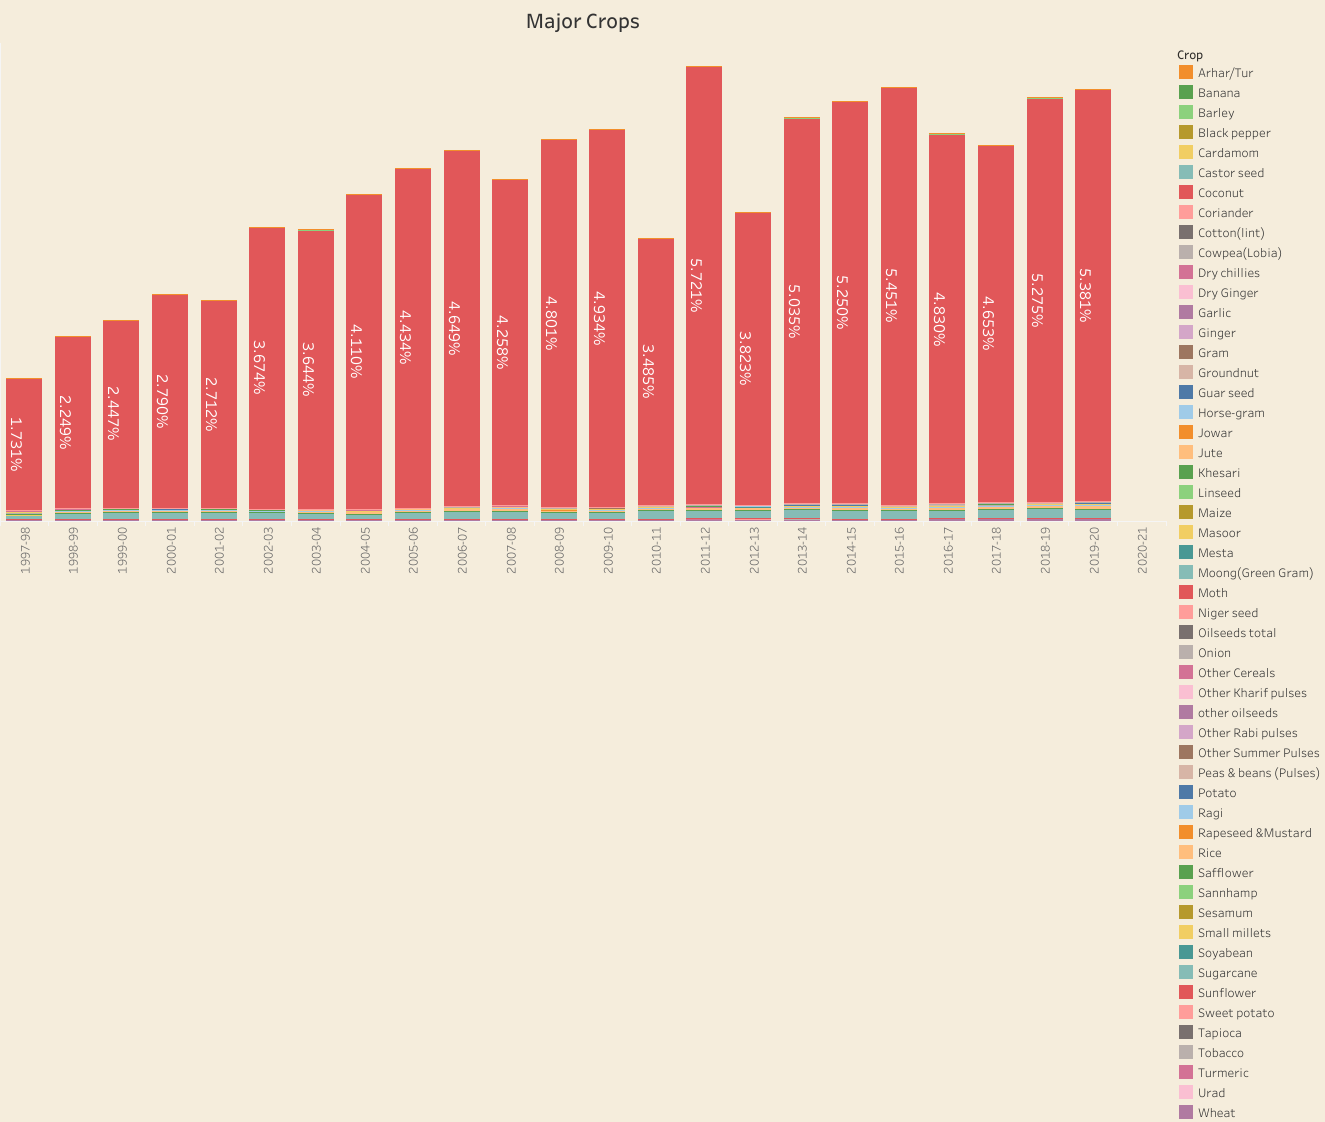 Major Crops
1.731%
2.249%
2.447%
2.790%
2.712%
3.674%
3.644%
4.110%
4.434%
4.649%
4.258%
4.801%
4.934%
3.485%
5.721%
3.823%
5.035%
5.250%
5.451%
4.830%
4.653%
5.275%
5.381%
1997-98
1998-99
1999-00
2000-01
2001-02
2002-03
2003-04
2004-05
2005-06
2006-07
2007-08
2008-09
2009-10
2010-11
2011-12
2012-13
2013-14
2014-15
2015-16
2016-17
2017-18
2018-19
2019-20
2020-21
Crop
Arhar/Tur
Banana
Barley
Black pepper
Cardamom
Castor seed
Coconut
Coriander
Cotton(lint)
Cowpea(Lobia)
Dry chillies
Dry Ginger
Garlic
Ginger
Gram
Groundnut
Guar seed
Horse-gram
Jowar
Jute
Khesari
Linseed
Maize
Masoor
Mesta
Moong(Green Gram)
Moth
Niger seed
Oilseeds total
Onion
Other Cereals
Other Kharif pulses
other oilseeds
Other Rabi pulses
Other Summer Pulses
Peas & beans (Pulses)
Potato
Ragi
Rapeseed &Mustard
Rice
Safflower
Sannhamp
Sesamum
Small millets
Soyabean
Sugarcane
Sunflower
Sweet potato
Tapioca
Tobacco
Turmeric
Urad
Wheat